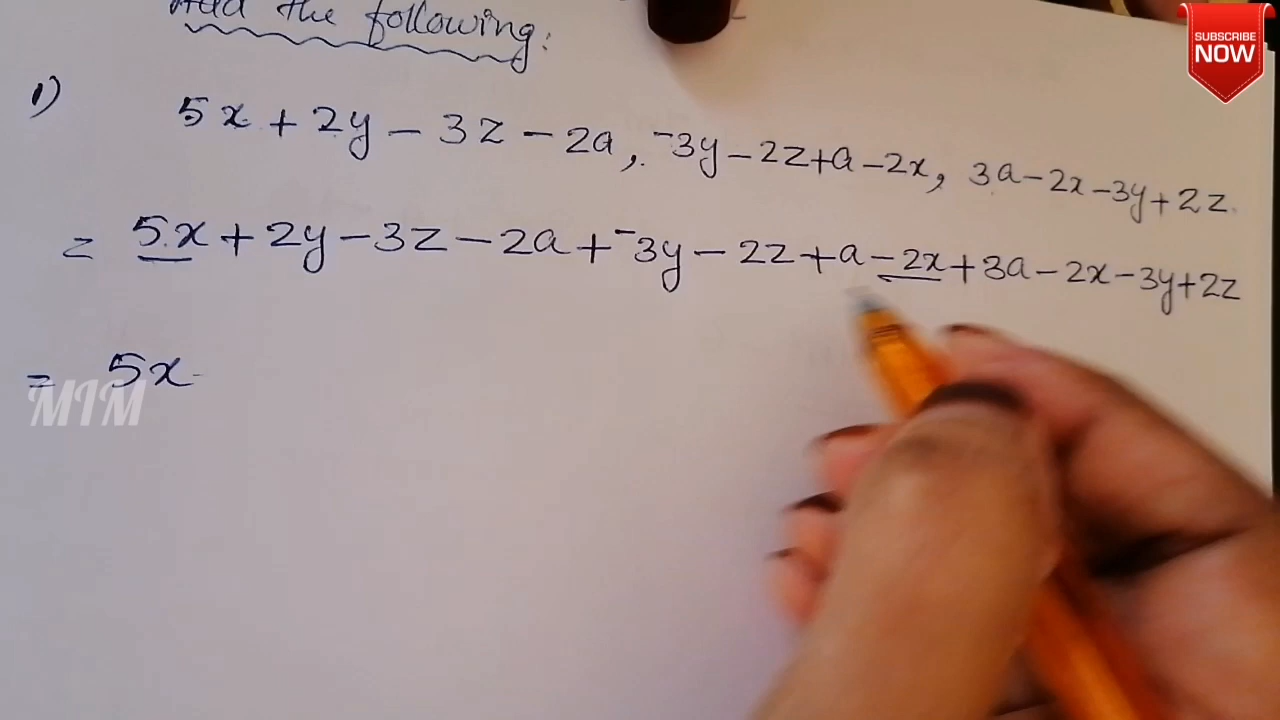 Add the following:
SUBSCRIBE
NOW
1) 5x + 2y - 3z - 2a, -3y - 2z + a - 2x, 3a - 2x - 3y + 2z.
= 5x + 2y - 3z - 2a + -3y - 2z + a - 2x + 3a - 2x - 3y + 2z
= 5x
MIM